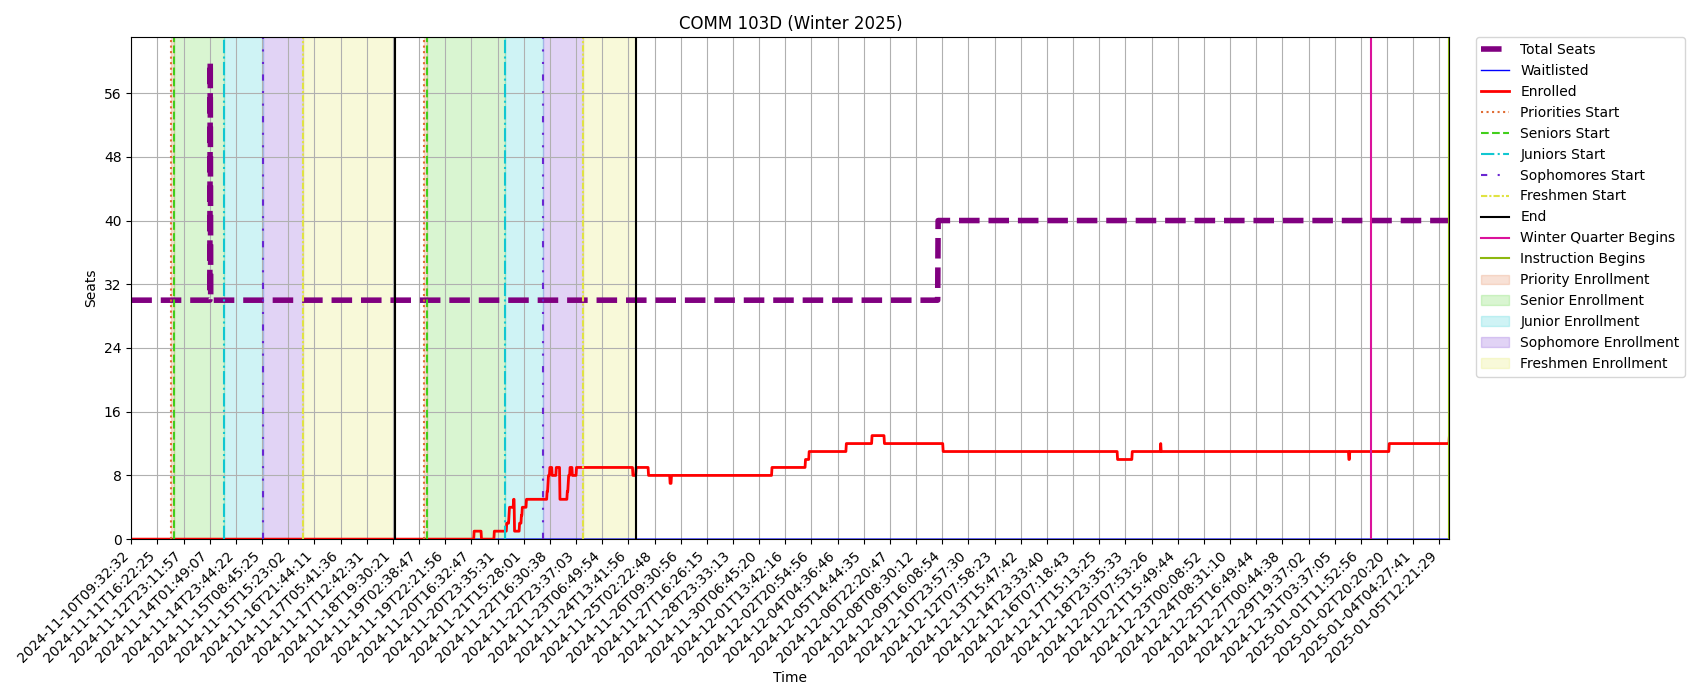 COMM 103D (Winter 2025)
Total Seats
Waitlisted
Enrolled
Priorities Start
Seniors Start
Juniors Start
Sophomores Start
Freshmen Start
End
Winter Quarter Begins
Instruction Begins
Priority Enrollment
Senior Enrollment
Junior Enrollment
Sophomore Enrollment
Freshmen Enrollment
Seats
56
48
40
32
24
16
8
0
2024-11-10T09:32:32
2024-11-11T16:22:25
2024-11-12T23:11:57
2024-11-14T01:49:07
2024-11-14T23:44:22
2024-11-15T08:45:23
2024-11-15T15:23:02
2024-11-16T21:44:11
2024-11-17T05:41:36
2024-11-17T12:42:31
2024-11-18T19:30:21
2024-11-19T02:38:47
2024-11-19T22:21:56
2024-11-20T16:32:47
2024-11-20T23:35:31
2024-11-21T15:28:01
2024-11-22T16:30:38
2024-11-22T23:37:03
2024-11-23T06:49:54
2024-11-24T13:41:56
2024-11-25T02:22:48
2024-11-26T09:30:56
2024-11-27T16:26:15
2024-11-28T23:33:13
2024-11-30T06:45:20
2024-12-01T13:42:16
2024-12-02T20:54:56
2024-12-04T04:36:46
2024-12-05T14:44:35
2024-12-06T22:20:47
2024-12-08T08:30:12
2024-12-09T16:08:54
2024-12-10T23:57:30
2024-12-12T07:58:23
2024-12-13T15:47:42
2024-12-14T23:33:40
2024-12-16T07:18:43
2024-12-17T15:13:25
2024-12-18T23:35:33
2024-12-20T07:53:26
2024-12-21T15:49:44
2024-12-23T00:08:52
2024-12-24T08:31:10
2024-12-25T16:49:44
2024-12-27T00:44:38
2024-12-29T19:37:02
2024-12-31T03:37:05
2025-01-01T11:52:56
2025-01-02T20:20:20
2025-01-04T04:27:41
2025-01-05T12:21:29
Time